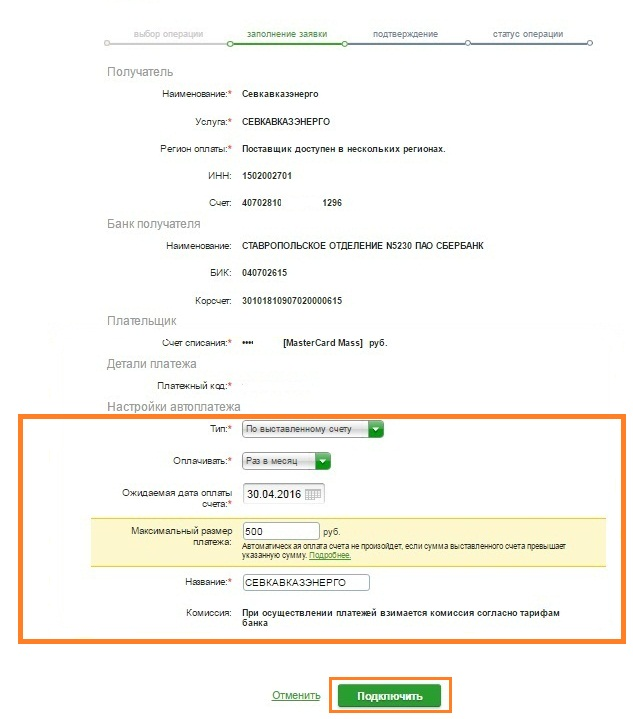 выбор операции заполнение заявки подтверждение статус операции
Получатель
Наименование:* Севкавказэнерго
Услуга:* СЕВКАВКАЗЭНЕРГО
Регион оплаты:* Поставщик доступен в нескольких регионах.
ИНН: 1502002701
Счет: 40702810 1296
Банк получателя
Наименование: СТАВРОПОЛЬСКОЕ ОТДЕЛЕНИЕ N5230 ПАО СБЕРБАНК
БИК: 040702615
Корсчет: 30101810907020000615
Плательщик
Счет списания:* •••• [MasterCard Mass] руб.
Детали платежа
Платежный код:*
Настройки автоплатежа
Тип:* По выставленному счету
Оплачивать:* Раз в месяц
Ожидаемая дата оплаты
счета:* 30.04.2016
Максимальный размер
платежа: 500 руб.
Автоматическая оплата счета не произойдет, если сумма выставленного счета превышает
указанную сумму. Подробнее.
Название:* СЕВКАВКАЗЭНЕРГО
Комиссия: При осуществлении платежей взимается комиссия согласно тарифам
банка
Отменить Подключить